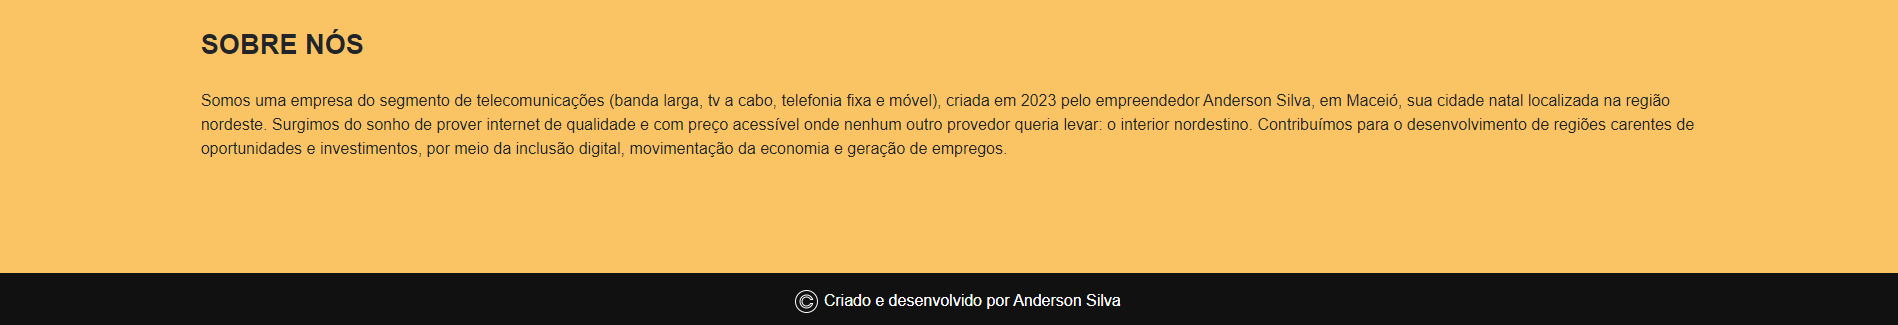 SOBRE NÓS
Somos uma empresa do segmento de telecomunicações (banda larga, tv a cabo, telefonia fixa e móvel), criada em 2023 pelo empreendedor Anderson Silva, em Maceió, sua cidade natal localizada na região
nordeste. Surgimos do sonho de prover internet de qualidade e com preço acessível onde nenhum outro provedor queria levar: o interior nordestino. Contribuímos para o desenvolvimento de regiões carentes de
oportunidades e investimentos, por meio da inclusão digital, movimentação da economia e geração de empregos.
© Criado e desenvolvido por Anderson Silva